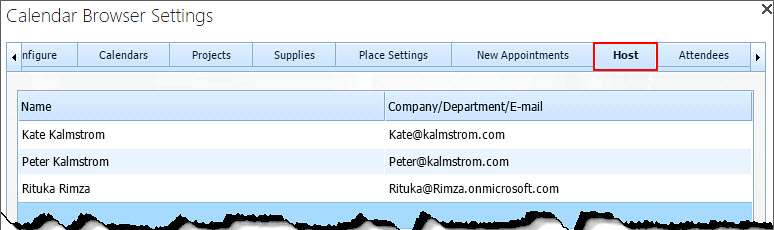 Calendar Browser Settings
nfigure Calendars Projects Supplies Place Settings New Appointments Host Attendees
Name Company/Department/E-mail
Kate Kalmstrom Kate@kalmstrom.com
Peter Kalmstrom Peter@kalmstrom.com
Rituka Rimza Rituka@Rimza.onmicrosoft.com